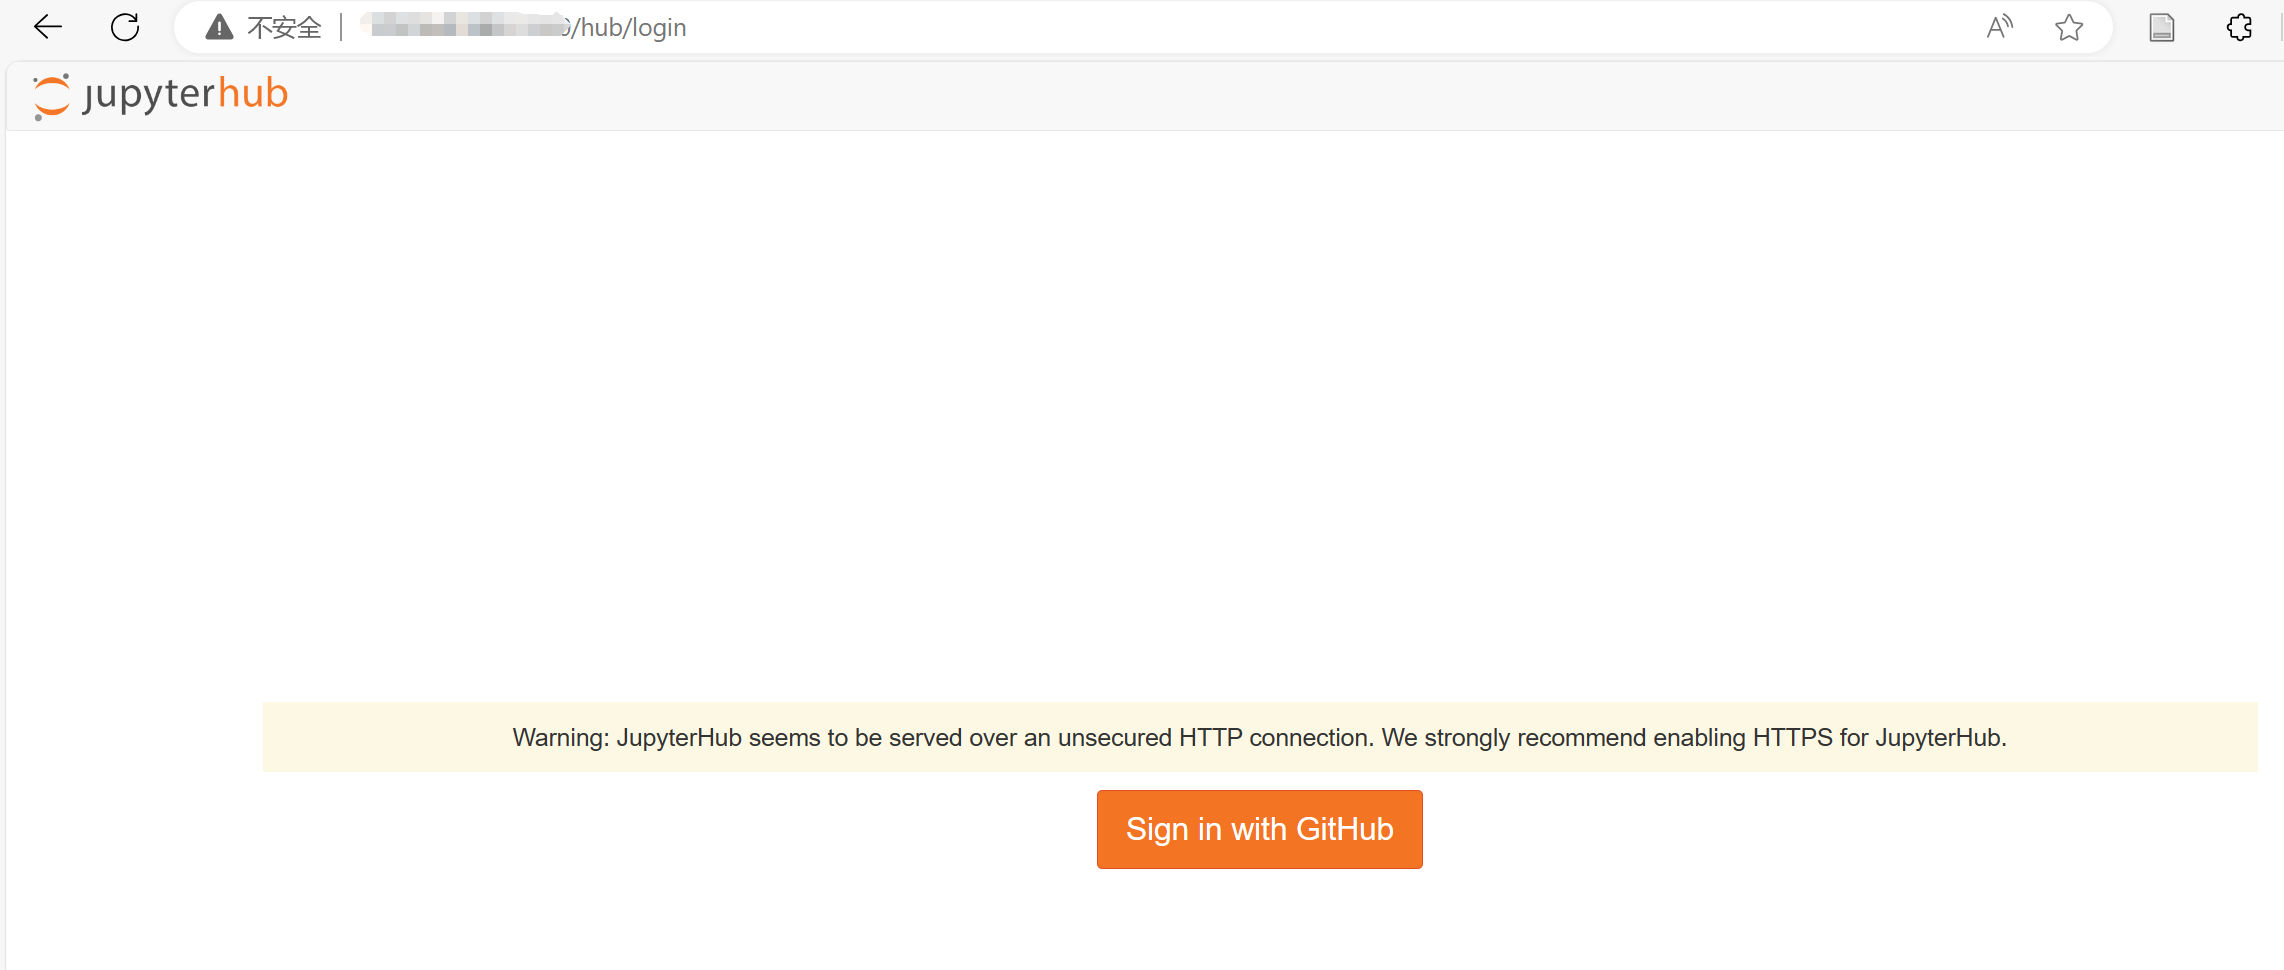 不安全
/hub/login
jupyterhub
Warning: JupyterHub seems to be served over an unsecured HTTP connection. We strongly recommend enabling HTTPS for JupyterHub.
Sign in with GitHub